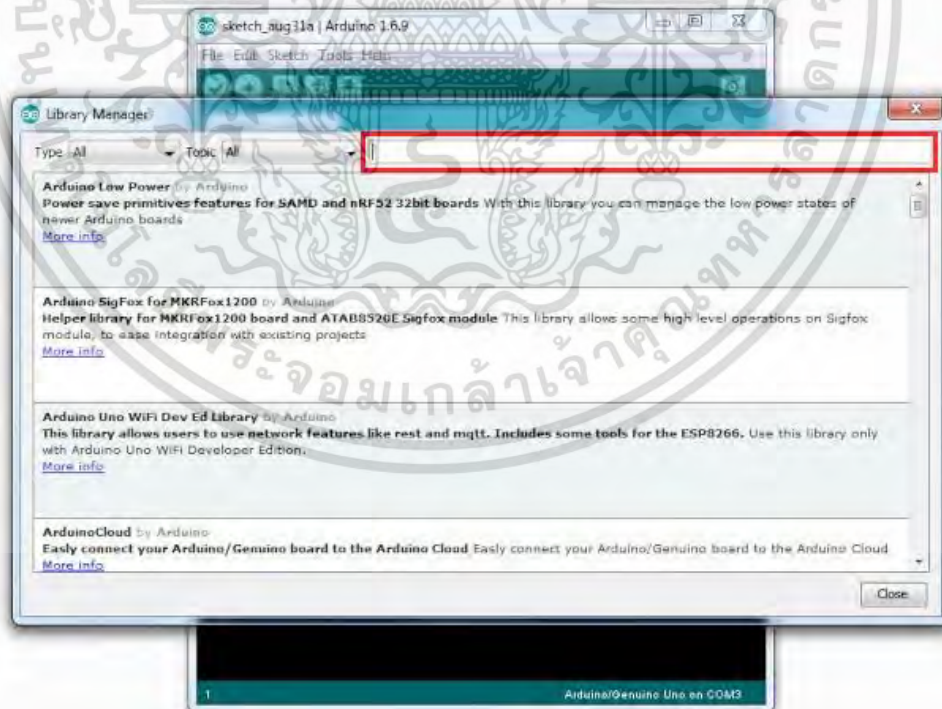 sketch_aug31a | Arduino 1.6.9
File Edit Sketch Tools Help
Library Manager
Type All Topic All
Arduino Low Power by Arduino
Power save primitives features for SAMD and nRF52 32bit boards With this library you can manage the low power states of
newer Arduino boards
More info
Arduino SigFox for MKRFox1200 by Arduino
Helper library for MKRFox1200 board and ATAB8520E Sigfox module This library allows some high level operations on Sigfox
module, to ease integration with existing projects
More info
Arduino Uno WiFi Dev Ed Library by Arduino
This library allows users to use network features like rest and mqtt. Includes some tools for the ESP8266. Use this library only
with Arduino Uno WiFi Developer Edition.
More info
ArduinoCloud by Arduino
Easly connect your Arduino/Genuino board to the Arduino Cloud Easly connect your Arduino/Genuino board to the Arduino Cloud
More info
Close
1 Arduino/Genuino Uno on COM3